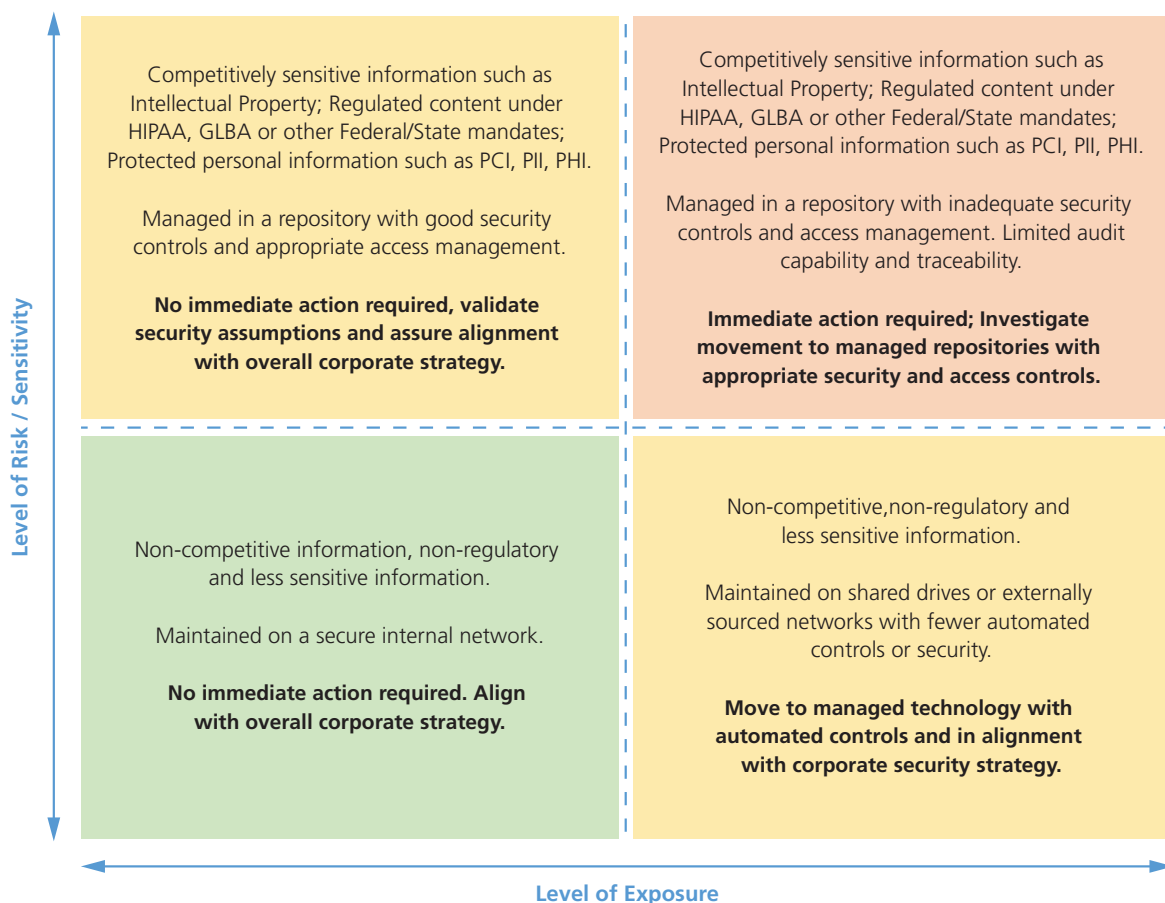 Level of Risk / Sensitivity
Competitively sensitive information such as
Intellectual Property; Regulated content under
HIPAA, GLBA or other Federal/State mandates;
Protected personal information such as PCI, PII, PHI.
Managed in a repository with good security
controls and appropriate access management.
No immediate action required, validate
security assumptions and assure alignment
with overall corporate strategy.
Competitively sensitive information such as
Intellectual Property; Regulated content under
HIPAA, GLBA or other Federal/State mandates;
Protected personal information such as PCI, PII, PHI.
Managed in a repository with inadequate security
controls and access management. Limited audit
capability and traceability.
Immediate action required; Investigate
movement to managed repositories with
appropriate security and access controls.
Non-competitive information, non-regulatory
and less sensitive information.
Maintained on a secure internal network.
No immediate action required. Align
with overall corporate strategy.
Non-competitive,non-regulatory and
less sensitive information.
Maintained on shared drives or externally
sourced networks with fewer automated
controls or security.
Move to managed technology with
automated controls and in alignment
with corporate security strategy.
Level of Exposure